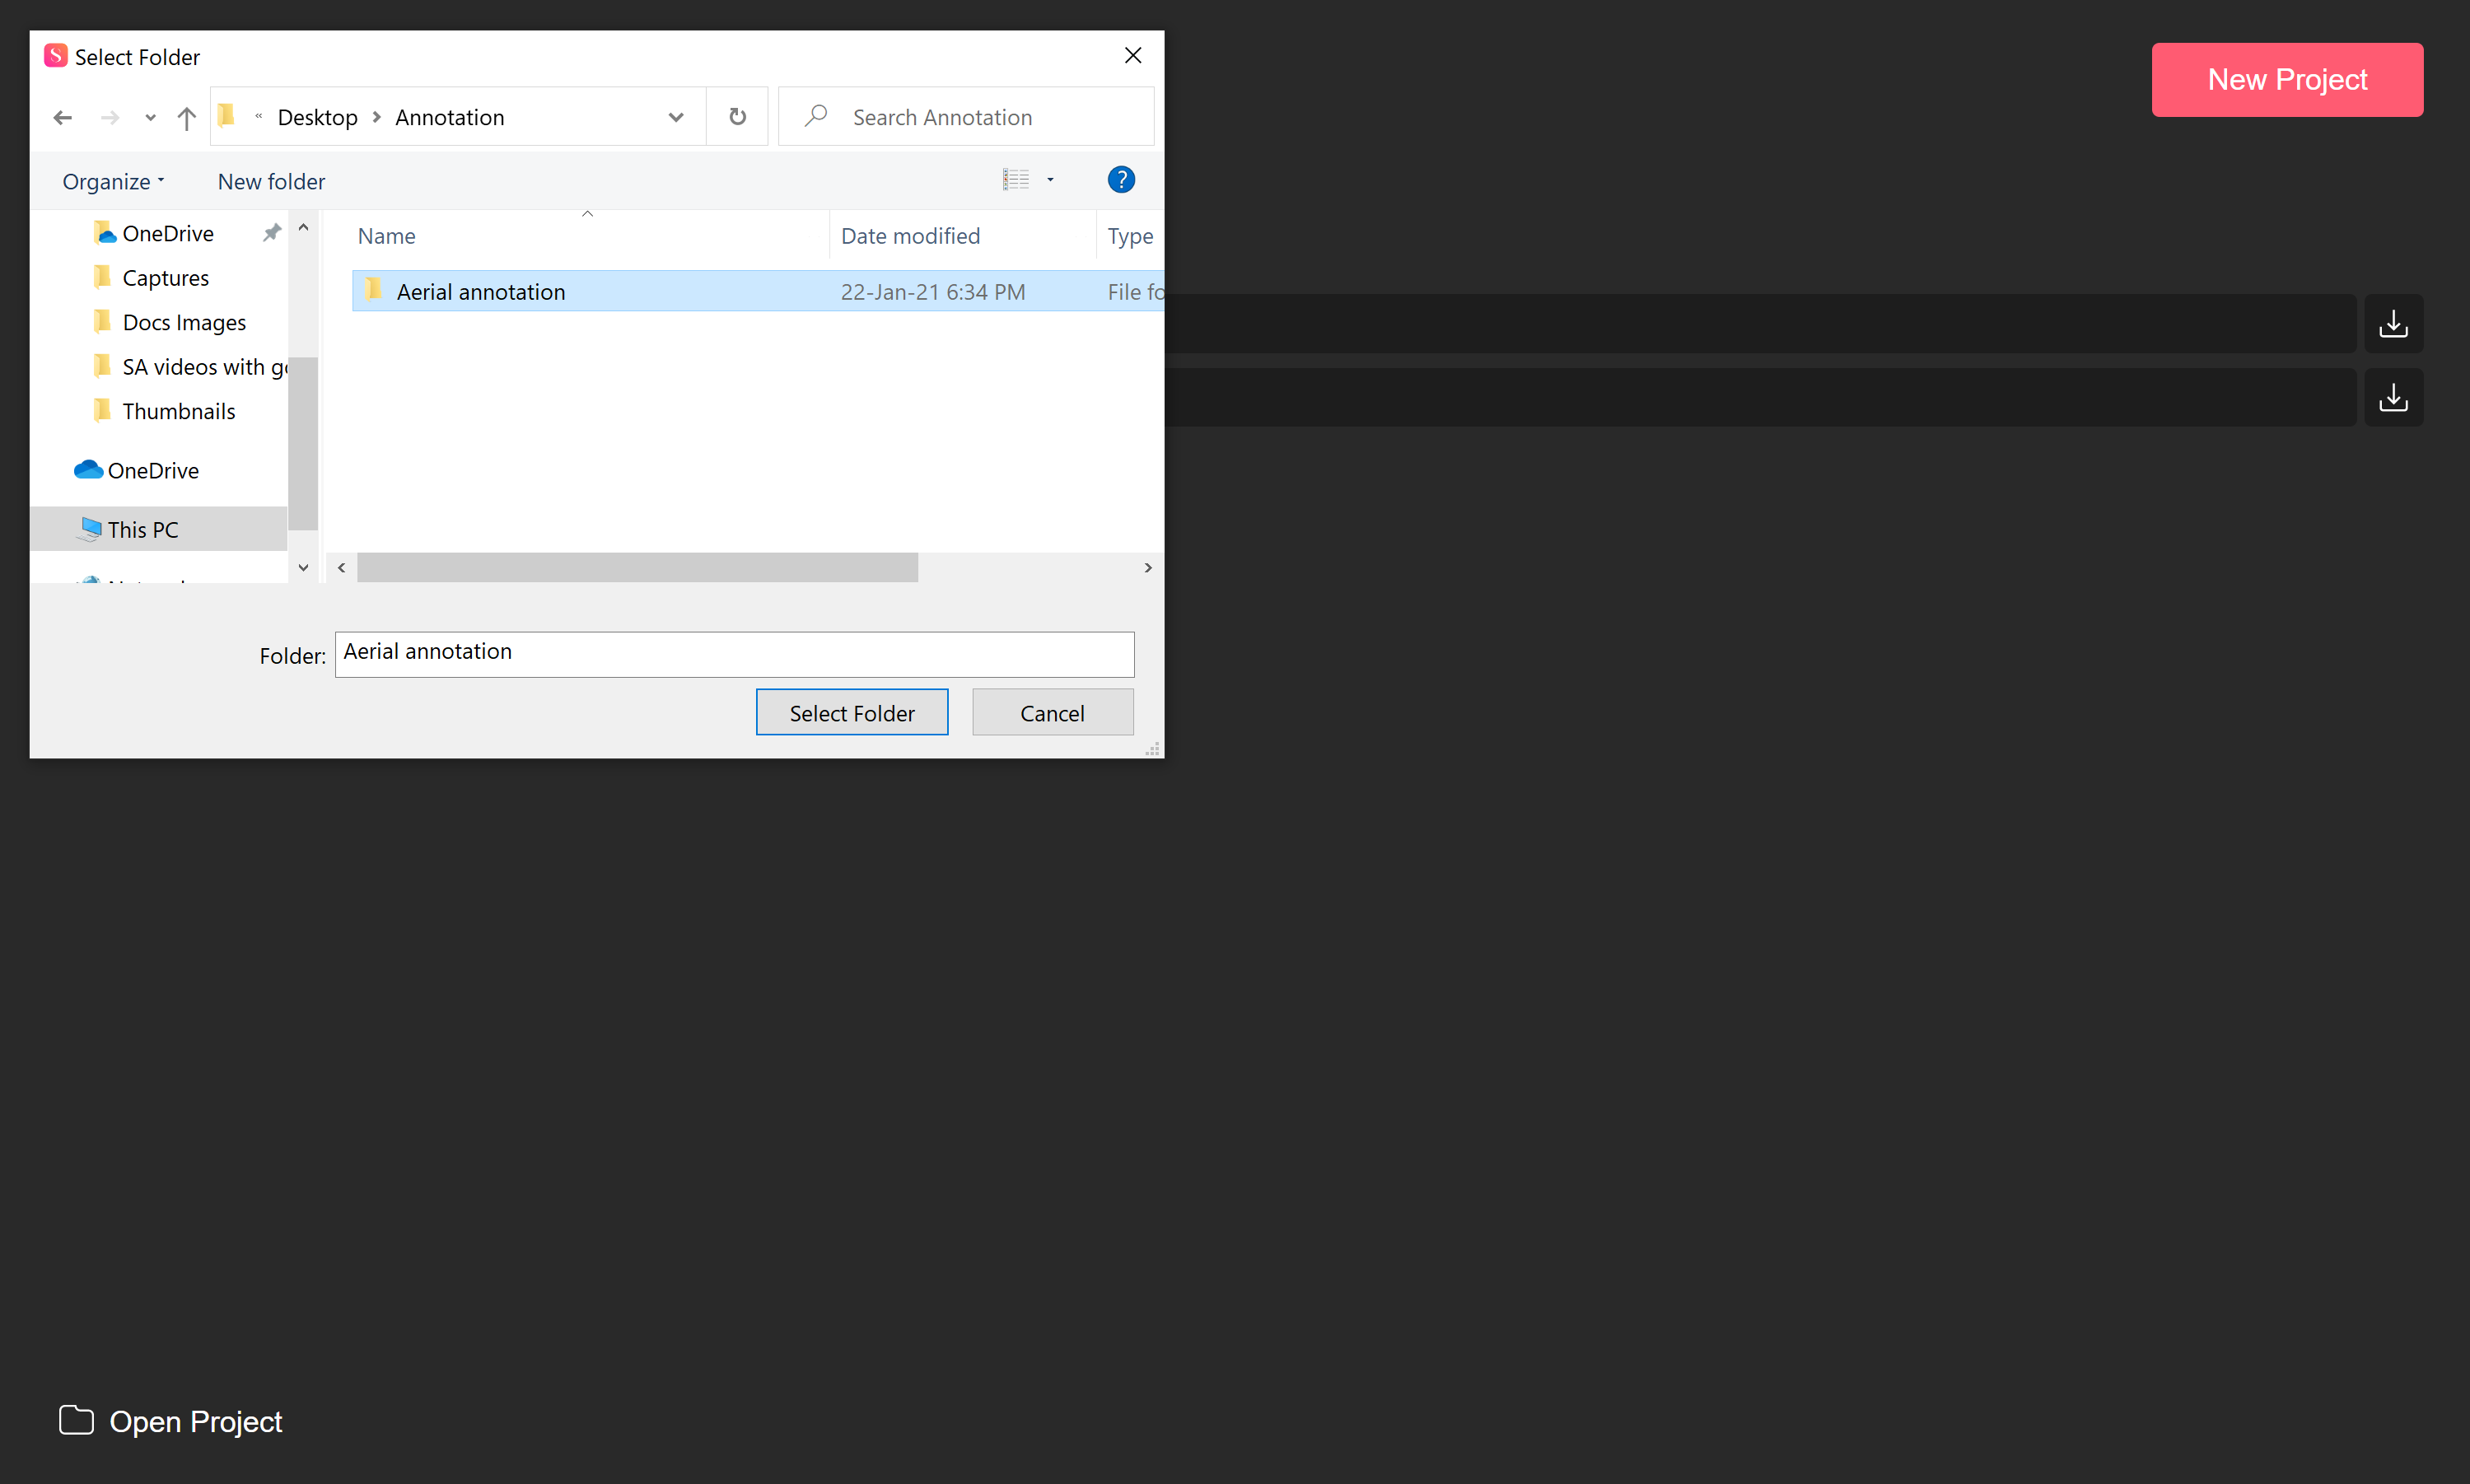 Select Folder
New Project
« Desktop > Annotation
Search Annotation
Organize
New folder
?
Name
Date modified
Type
OneDrive
Captures
Docs Images
SA videos with
Thumbnails
OneDrive
This PC
Aerial annotation
22-Jan-21 6:34 PM
File fo
Folder:
Aerial annotation
Select Folder
Cancel
Open Project